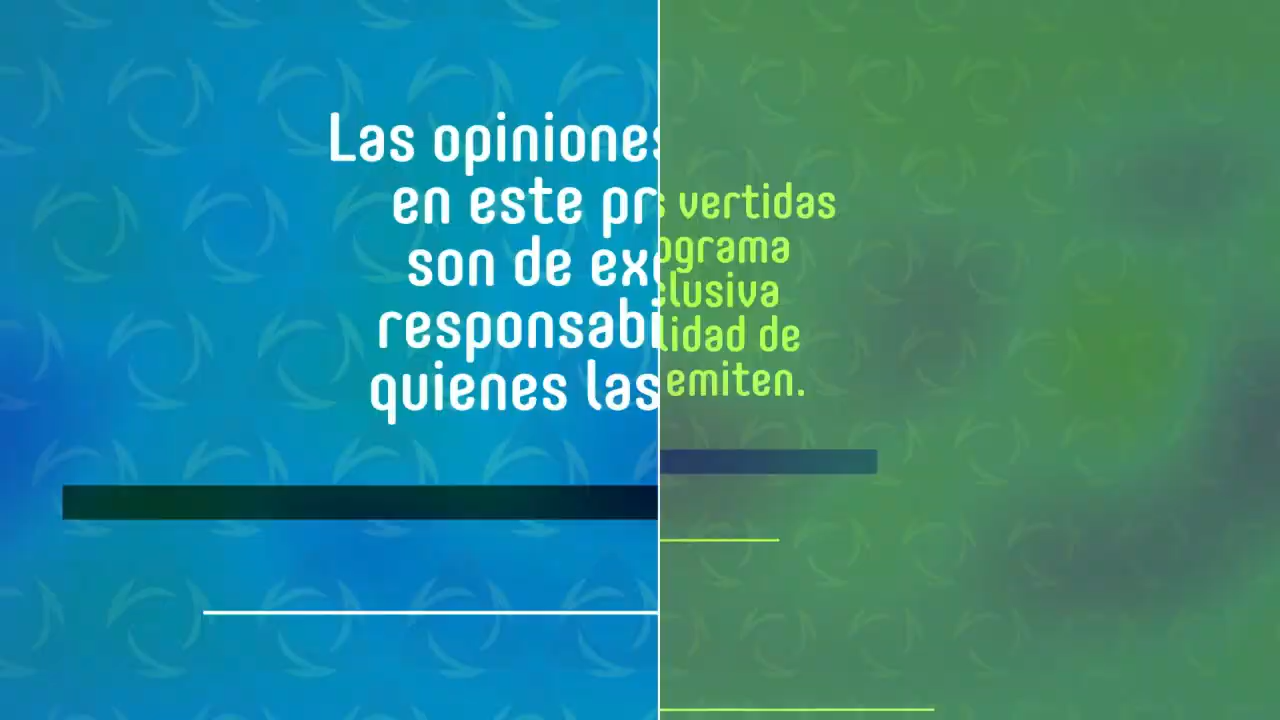 Las opiniones vertidas
en este programa
son de exclusiva
responsabilidad de
quienes las emiten.